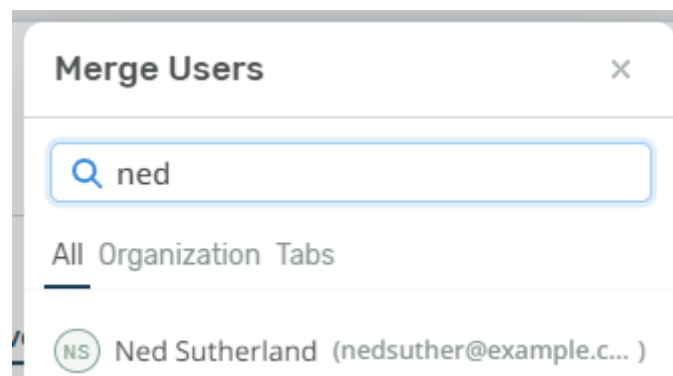 Merge Users
ned
All Organization Tabs
NS Ned Sutherland (nedsuther@example.c... )